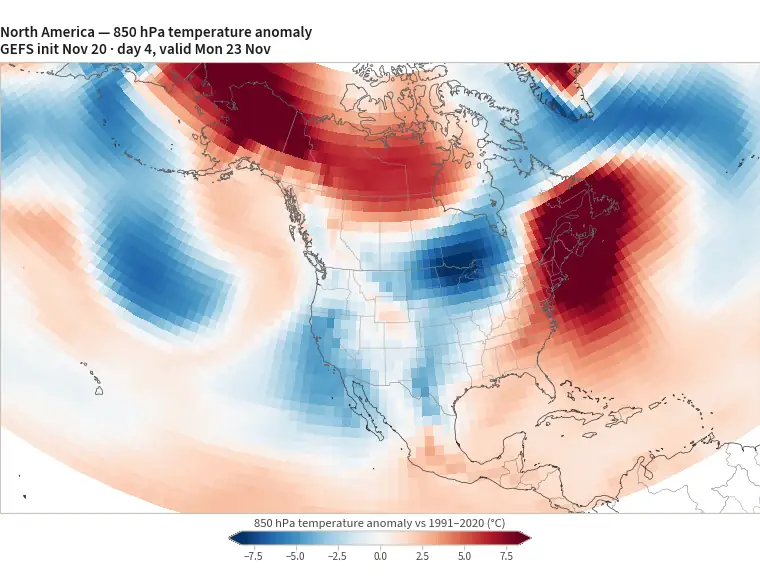 North America — 850 hPa temperature anomaly
GEFS init Nov 20 · day 4, valid Mon 23 Nov
850 hPa temperature anomaly vs 1991–2020 (°C)
−7.5 −5.0 −2.5 0.0 2.5 5.0 7.5